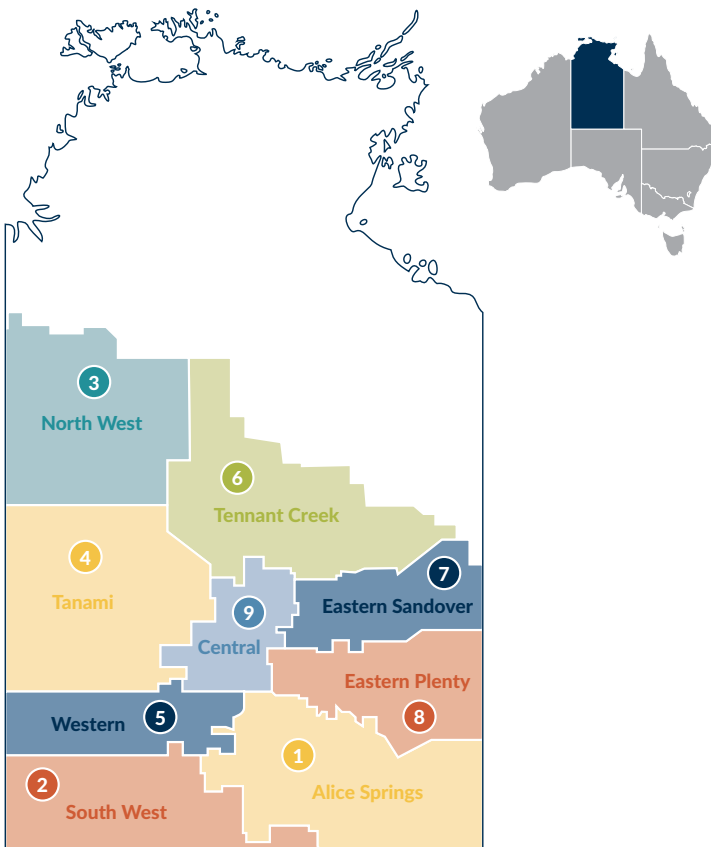 3
North West
6
Tennant Creek
4
Tanami
7
Eastern Sandover
9
Central
Eastern Plenty
8
Western
5
1
Alice Springs
2
South West